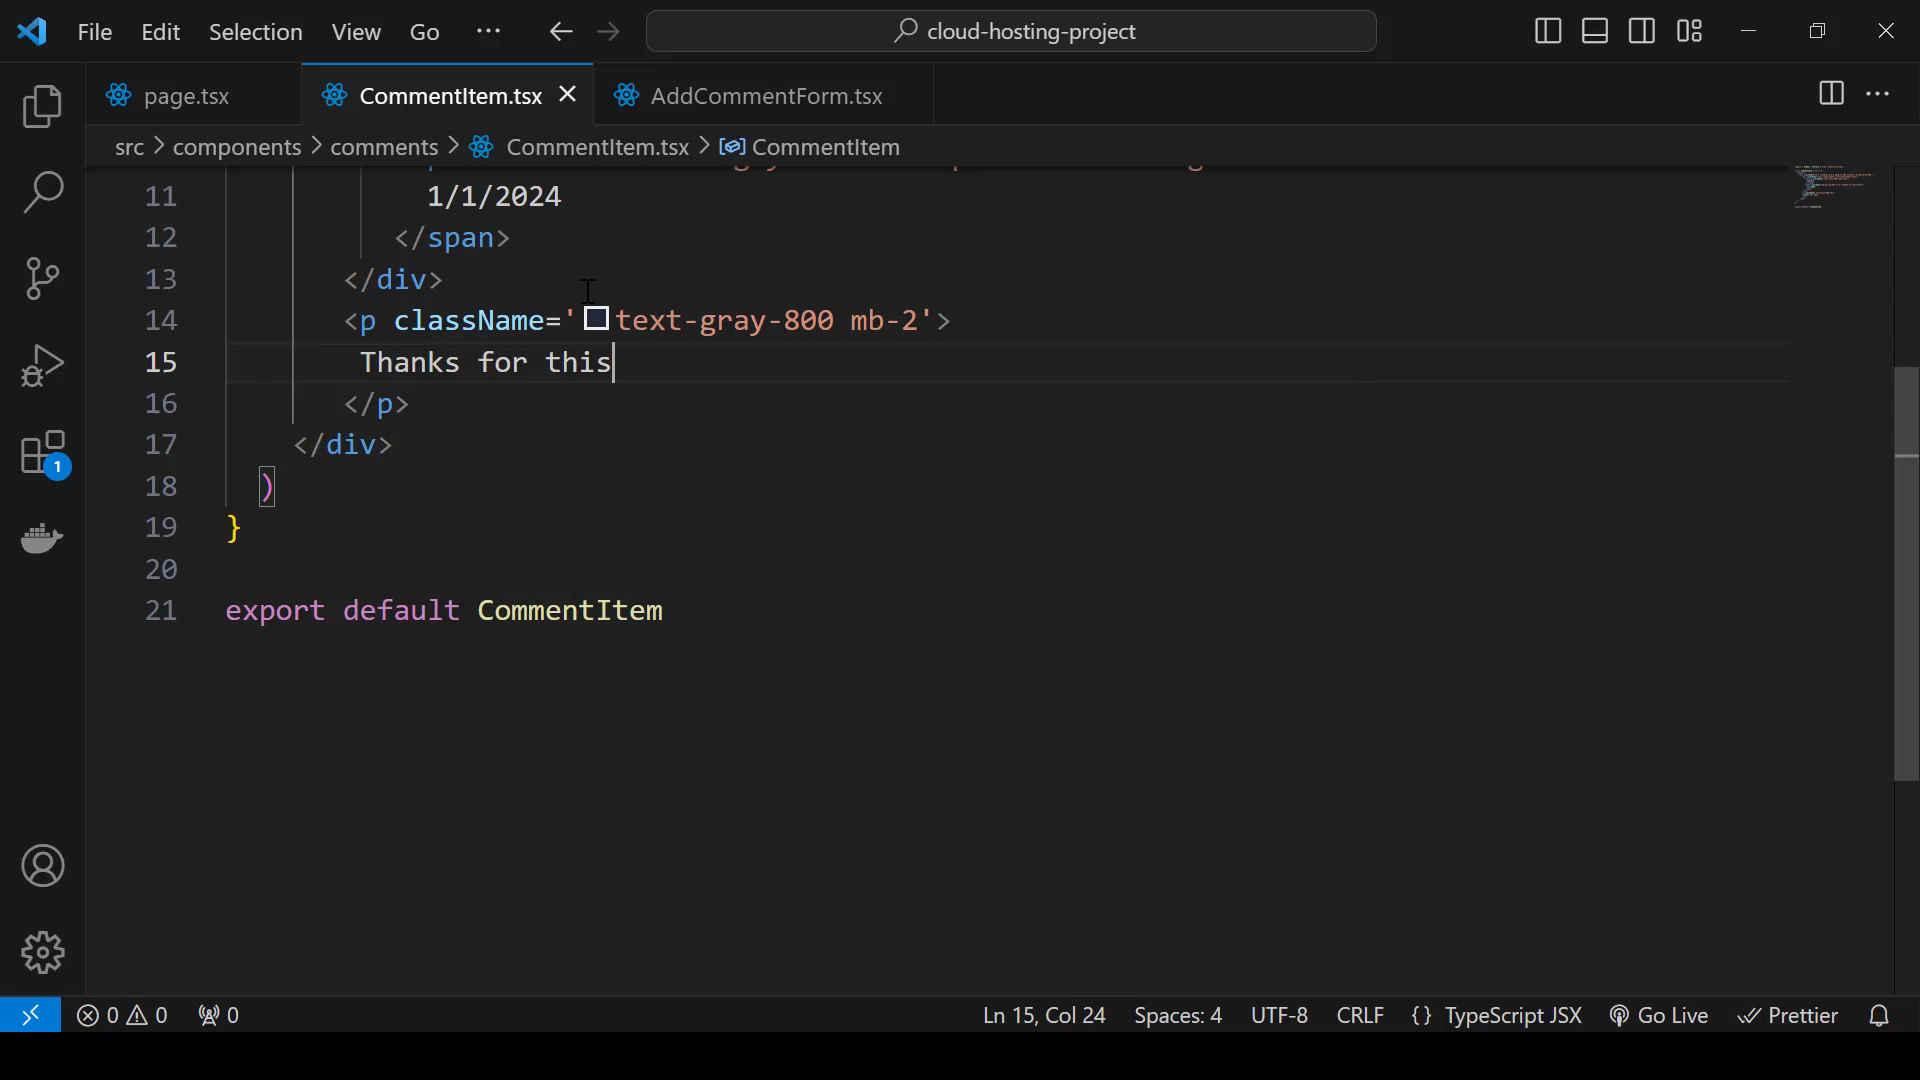 File Edit Selection View Go ··· cloud-hosting-project
page.tsx CommentItem.tsx AddCommentForm.tsx
src > components > comments > CommentItem.tsx > CommentItem
11 1/1/2024
12 </span>
13 </div>
14 <p className='text-gray-800 mb-2'>
15 Thanks for this
16 </p>
17 </div>
18 )
19 }
20
21 export default CommentItem
1
0 0 0 Ln 15, Col 24 Spaces: 4 UTF-8 CRLF {} TypeScript JSX Go Live Prettier